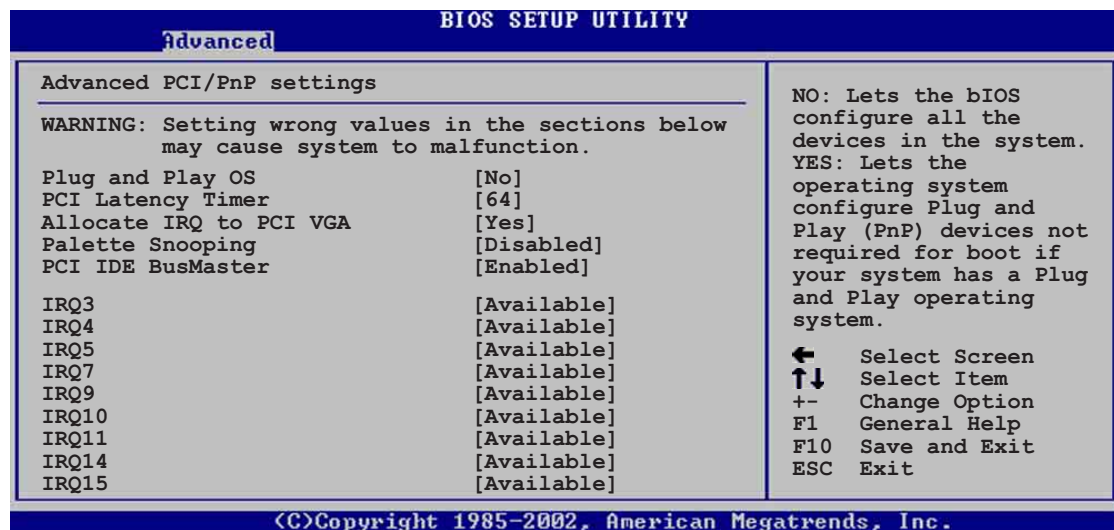 BIOS SETUP UTILITY
Advanced
Advanced PCI/PnP settings
WARNING: Setting wrong values in the sections below
may cause system to malfunction.
Plug and Play OS [No]
PCI Latency Timer [64]
Allocate IRQ to PCI VGA [Yes]
Palette Snooping [Disabled]
PCI IDE BusMaster [Enabled]
IRQ3 [Available]
IRQ4 [Available]
IRQ5 [Available]
IRQ7 [Available]
IRQ9 [Available]
IRQ10 [Available]
IRQ11 [Available]
IRQ14 [Available]
IRQ15 [Available]
NO: Lets the bIOS
configure all the
devices in the system.
YES: Lets the
operating system
configure Plug and
Play (PnP) devices not
required for boot if
your system has a Plug
and Play operating
system.
← Select Screen
↑↓ Select Item
+- Change Option
F1 General Help
F10 Save and Exit
ESC Exit
(C)Copyright 1985-2002, American Megatrends, Inc.